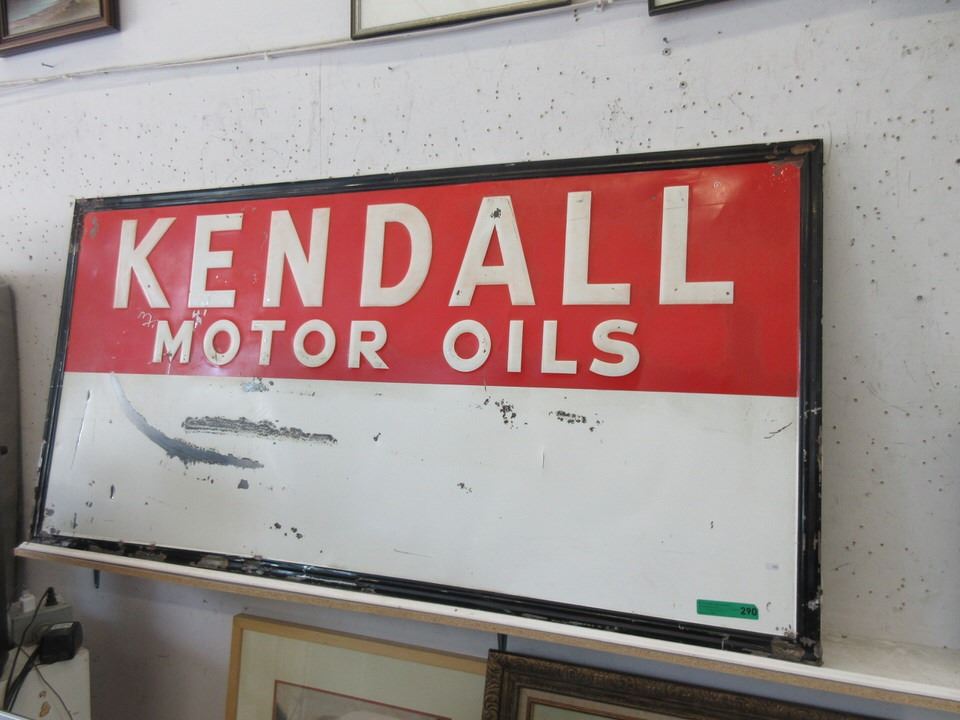 KENDALL
MOTOR OILS
290